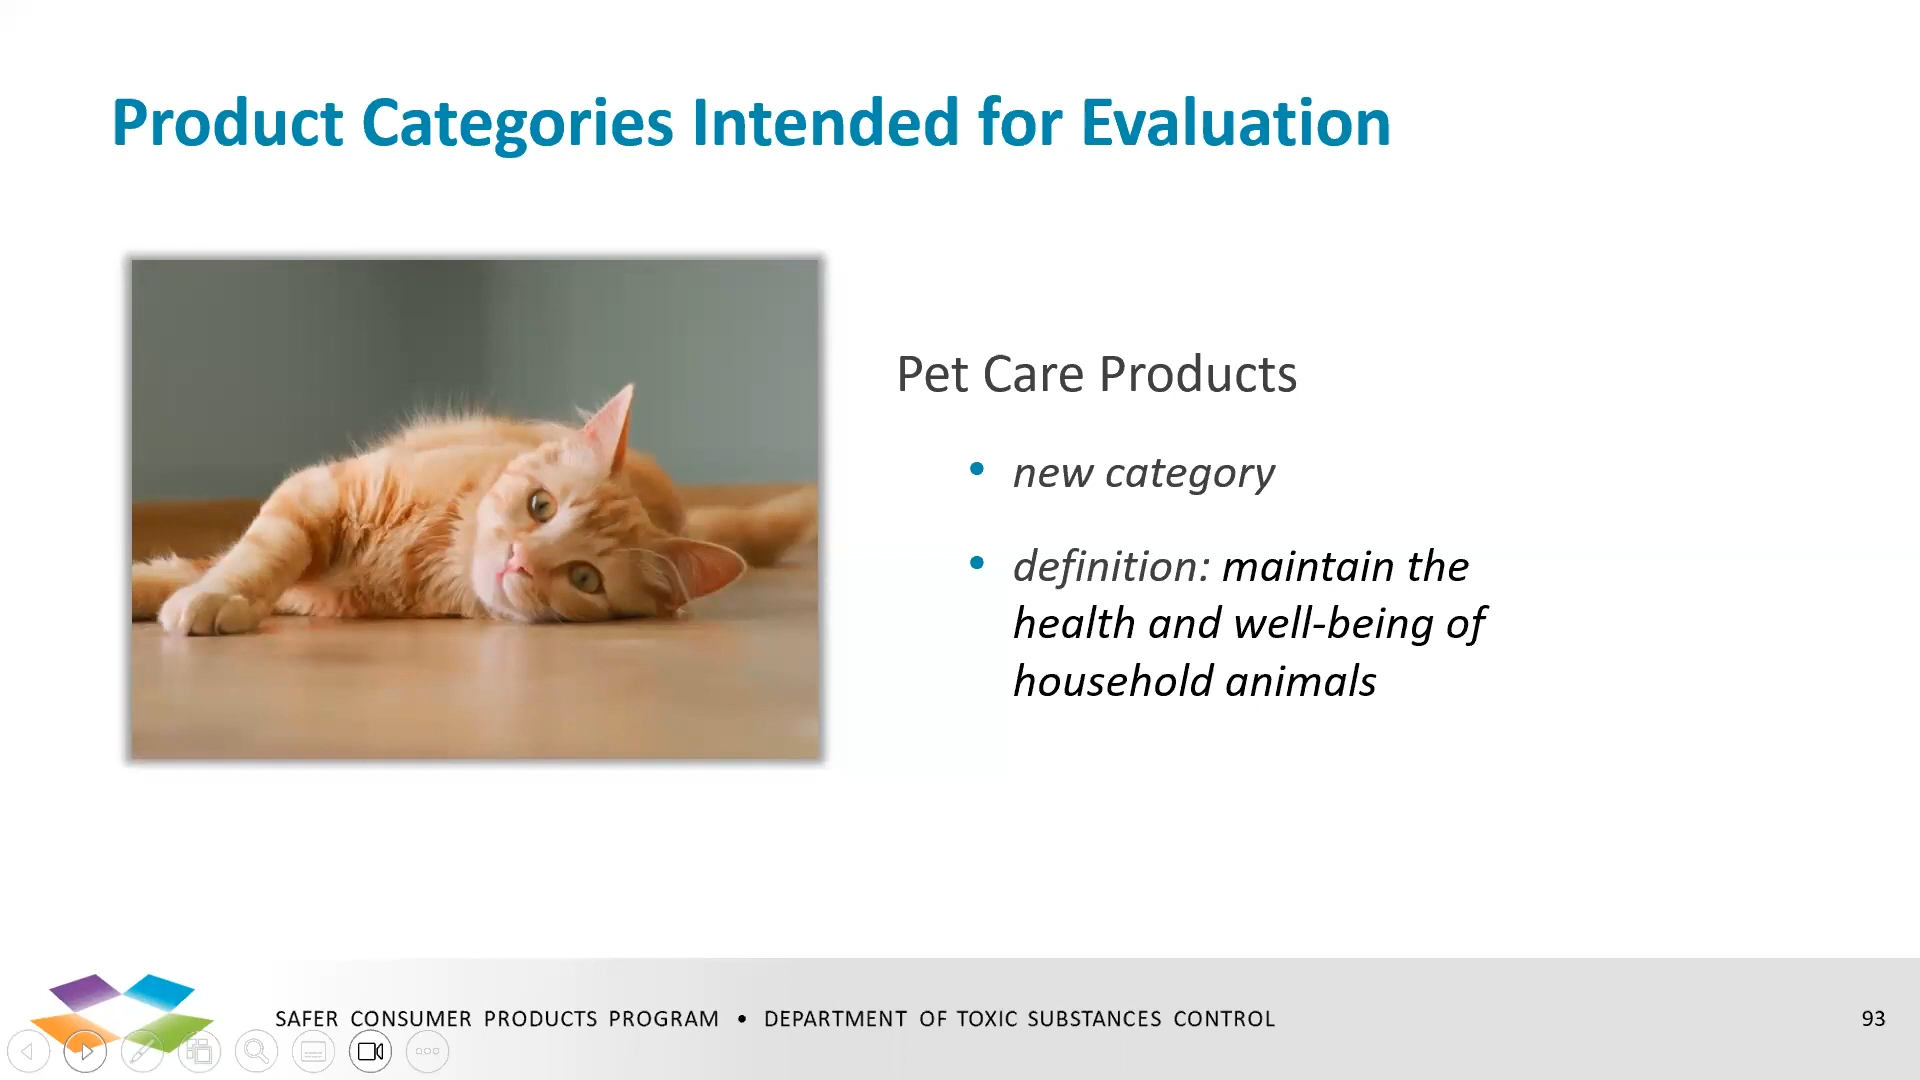 Product Categories Intended for Evaluation
Pet Care Products
• new category
• definition: maintain the
health and well-being of
household animals
SAFER CONSUMER PRODUCTS PROGRAM • DEPARTMENT OF TOXIC SUBSTANCES CONTROL
93